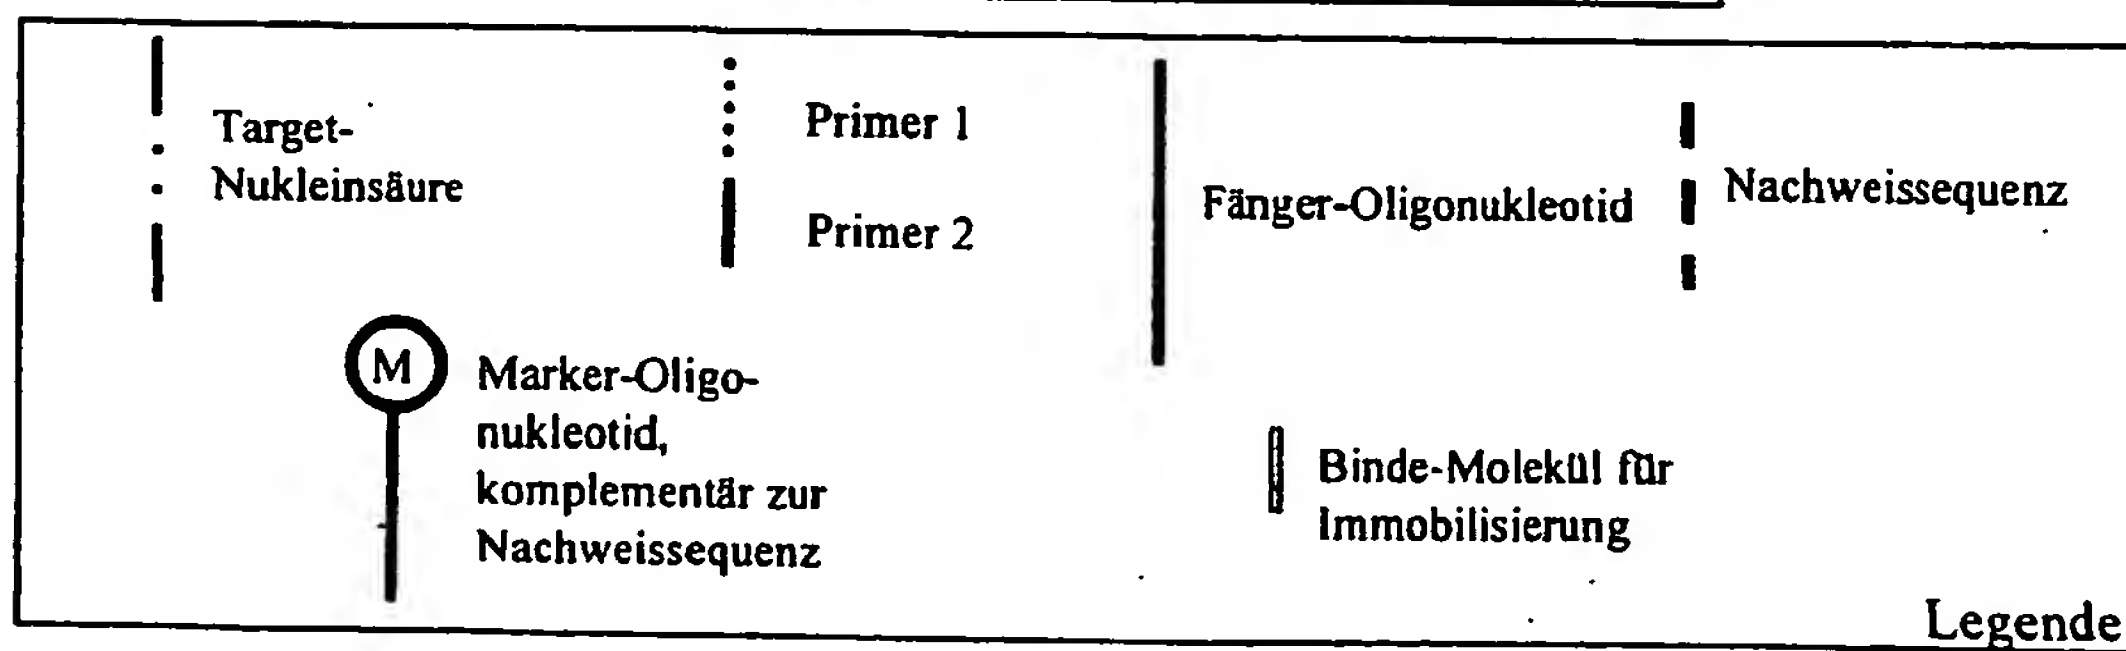 Target-
Nukleinsäure
Primer 1
Primer 2
Fänger-Oligonukleotid
Nachweissequenz
M
Marker-Oligo-
nukleotid,
komplementär zur
Nachweissequenz
Binde-Molekül für
Immobilisierung
Legende